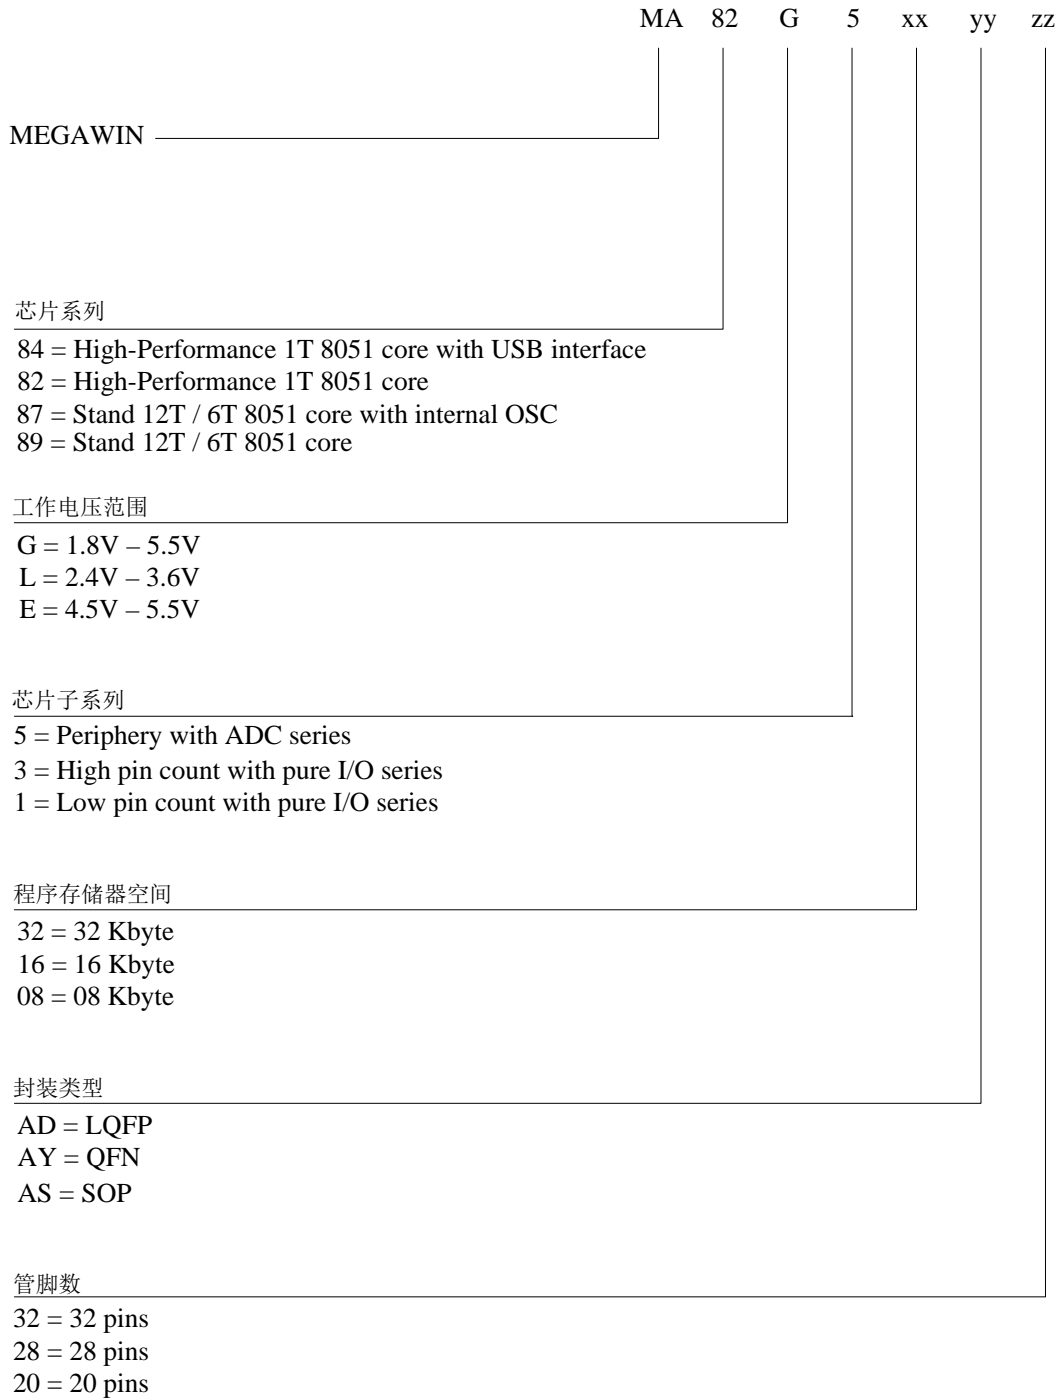 MA 82 G 5 xx yy zz
MEGAWIN
芯片系列
84 = High-Performance 1T 8051 core with USB interface
82 = High-Performance 1T 8051 core
87 = Stand 12T / 6T 8051 core with internal OSC
89 = Stand 12T / 6T 8051 core
工作电压范围
G = 1.8V – 5.5V
L = 2.4V – 3.6V
E = 4.5V – 5.5V
芯片子系列
5 = Periphery with ADC series
3 = High pin count with pure I/O series
1 = Low pin count with pure I/O series
程序存储器空间
32 = 32 Kbyte
16 = 16 Kbyte
08 = 08 Kbyte
封装类型
AD = LQFP
AY = QFN
AS = SOP
管脚数
32 = 32 pins
28 = 28 pins
20 = 20 pins